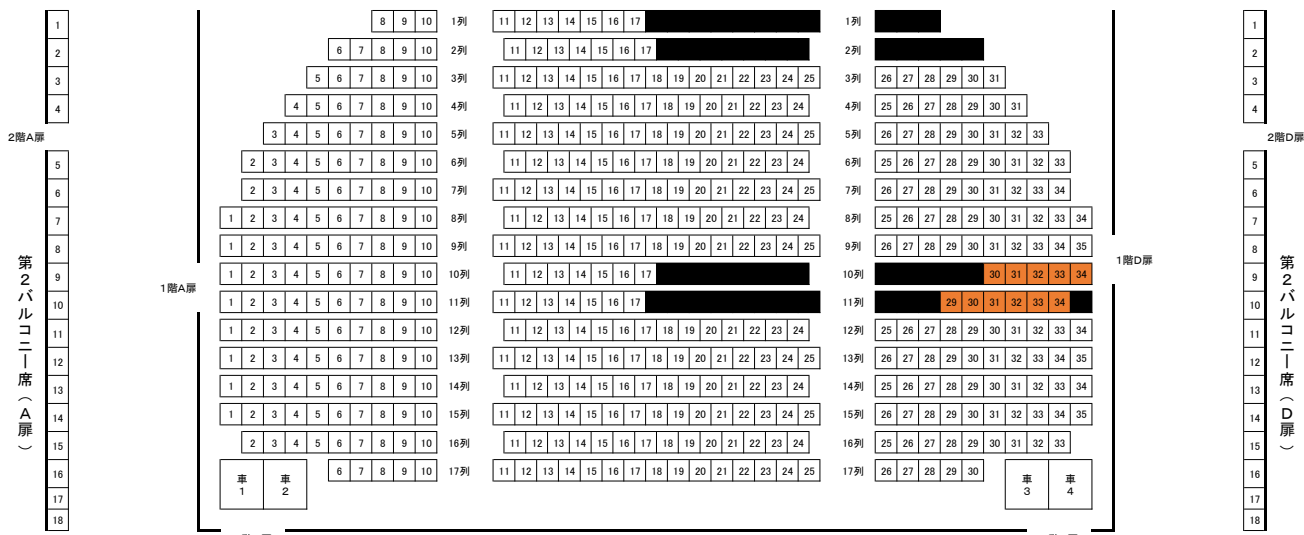 1 8 9 10 1列 11 12 13 14 15 16 17 1列 1
2 6 7 8 9 10 2列 11 12 13 14 15 16 17 2列 2
3 5 6 7 8 9 10 3列 11 12 13 14 15 16 17 18 19 20 21 22 23 24 25 3列 26 27 28 29 30 31 3
4 4 5 6 7 8 9 10 4列 11 12 13 14 15 16 17 18 19 20 21 22 23 24 4列 25 26 27 28 29 30 31 4
2階A扉 3 4 5 6 7 8 9 10 5列 11 12 13 14 15 16 17 18 19 20 21 22 23 24 25 5列 26 27 28 29 30 31 32 33 2階D扉
5 2 3 4 5 6 7 8 9 10 6列 11 12 13 14 15 16 17 18 19 20 21 22 23 24 6列 25 26 27 28 29 30 31 32 33 5
6 2 3 4 5 6 7 8 9 10 7列 11 12 13 14 15 16 17 18 19 20 21 22 23 24 25 7列 26 27 28 29 30 31 32 33 34 6
7 1 2 3 4 5 6 7 8 9 10 8列 11 12 13 14 15 16 17 18 19 20 21 22 23 24 8列 25 26 27 28 29 30 31 32 33 34 7
8 1 2 3 4 5 6 7 8 9 10 9列 11 12 13 14 15 16 17 18 19 20 21 22 23 24 25 9列 26 27 28 29 30 31 32 33 34 35 8
1階D扉
9 1 2 3 4 5 6 7 8 9 10 10列 11 12 13 14 15 16 17 10列 30 31 32 33 34 9
1階A扉
10 1 2 3 4 5 6 7 8 9 10 11列 11 12 13 14 15 16 17 11列 29 30 31 32 33 34 10
11 1 2 3 4 5 6 7 8 9 10 12列 11 12 13 14 15 16 17 18 19 20 21 22 23 24 12列 25 26 27 28 29 30 31 32 33 34 11
12 1 2 3 4 5 6 7 8 9 10 13列 11 12 13 14 15 16 17 18 19 20 21 22 23 24 25 13列 26 27 28 29 30 31 32 33 34 35 12
13 1 2 3 4 5 6 7 8 9 10 14列 11 12 13 14 15 16 17 18 19 20 21 22 23 24 14列 25 26 27 28 29 30 31 32 33 34 13
14 1 2 3 4 5 6 7 8 9 10 15列 11 12 13 14 15 16 17 18 19 20 21 22 23 24 25 15列 26 27 28 29 30 31 32 33 34 35 14
15 2 3 4 5 6 7 8 9 10 16列 11 12 13 14 15 16 17 18 19 20 21 22 23 24 16列 25 26 27 28 29 30 31 32 33 15
16 車1 車2 6 7 8 9 10 17列 11 12 13 14 15 16 17 18 19 20 21 22 23 24 25 17列 26 27 28 29 30 車3 車4 16
17 17
18 18
第2バルコニー席(A扉)
第2バルコニー席(D扉)